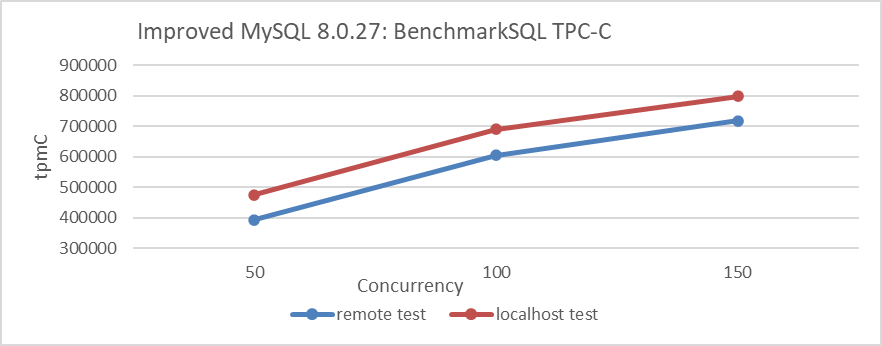 Improved MySQL 8.0.27: BenchmarkSQL TPC-C
900000
800000
700000
600000
500000
400000
300000
tpmC
50 100 150
Concurrency
remote test localhost test